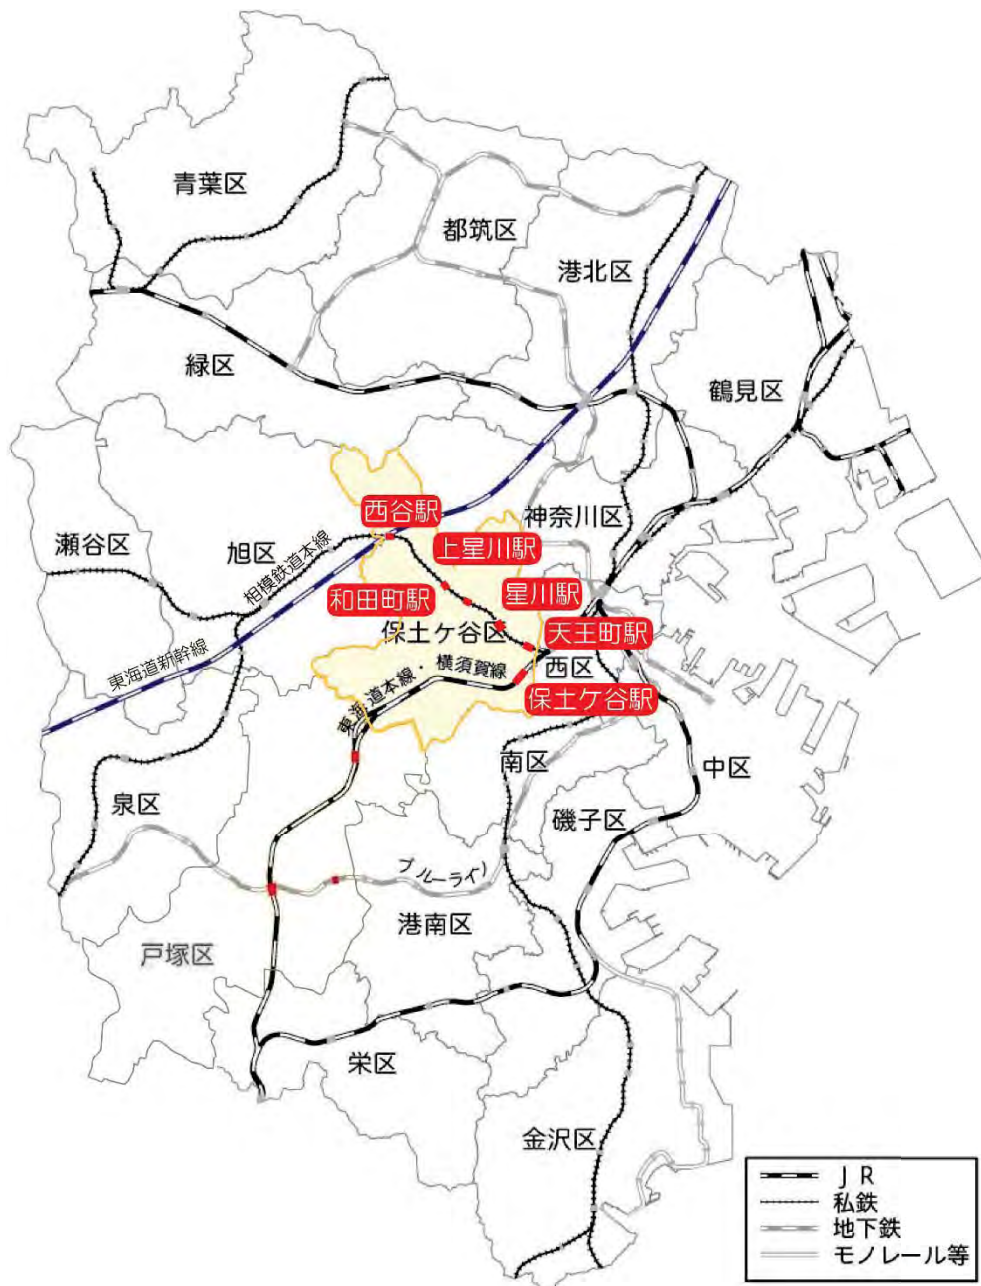 青葉区
都筑区
港北区
緑区
鶴見区
西谷駅
神奈川区
瀬谷区
旭区
相模鉄道本線
上星川駅
和田町駅
星川駅
保土ケ谷区
天王町駅
東海道新幹線
西区
東海道本線・横須賀線
保土ケ谷駅
南区
中区
泉区
磯子区
ブルーライン
港南区
戸塚区
栄区
金沢区
JR
私鉄
地下鉄
モノレール等